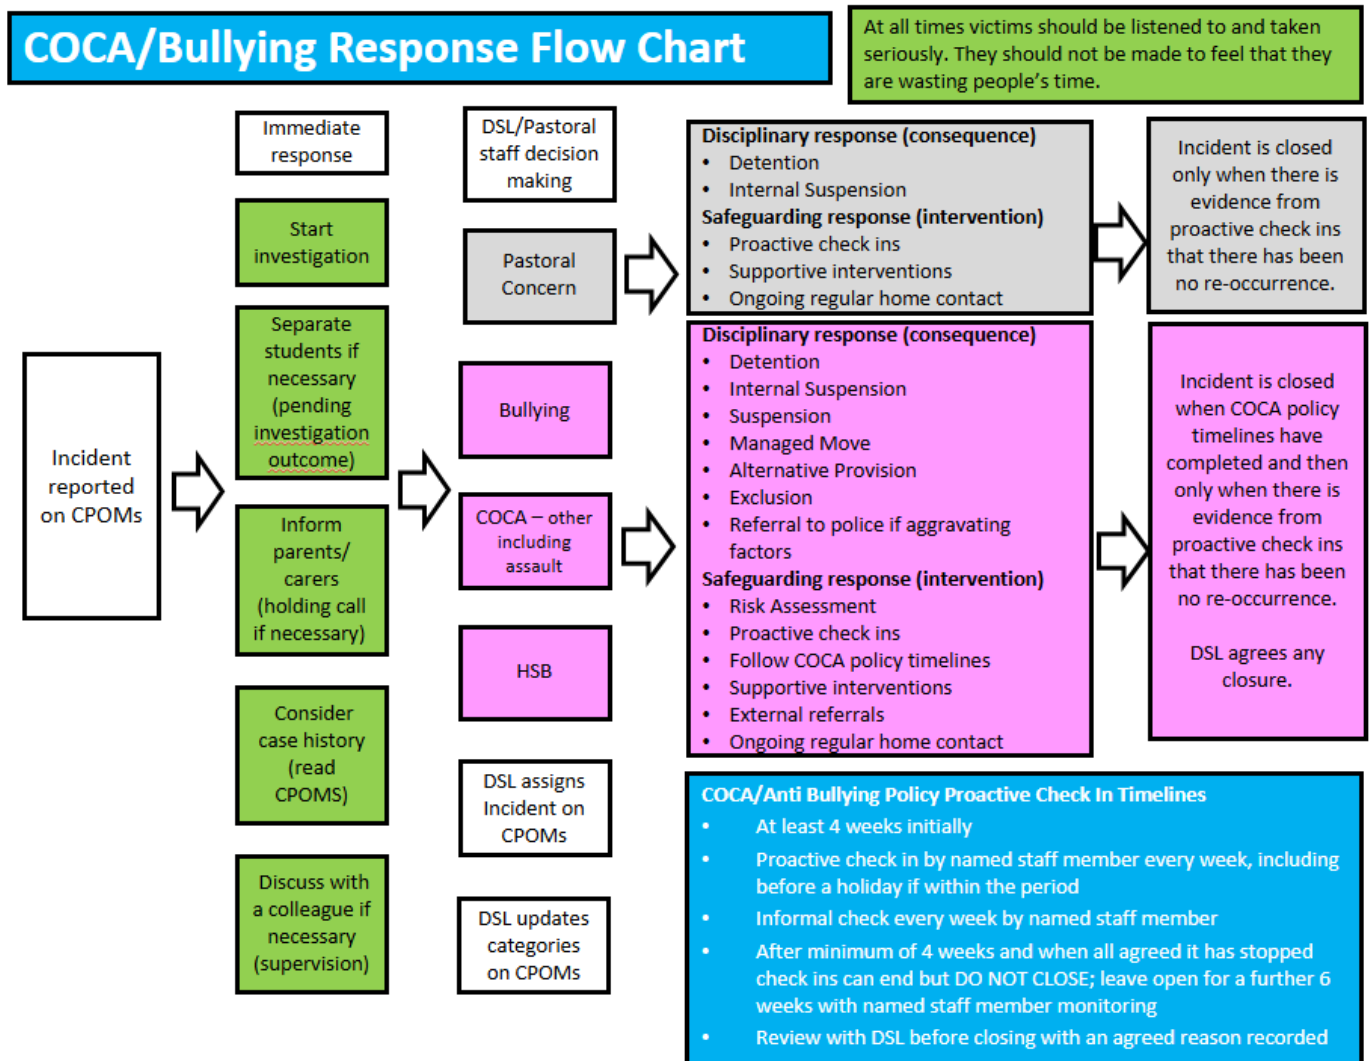 COCA/Bullying Response Flow Chart
At all times victims should be listened to and taken
seriously. They should not be made to feel that they
are wasting people's time.
Incident
reported
on CPOMs
Immediate
response
Start
investigation
Separate
students if
necessary
(pending
investigation
outcome)
Inform
parents/
carers
(holding call
if necessary)
Consider
case history
(read
CPOMS)
Discuss with
a colleague if
necessary
(supervision)
DSL/Pastoral
staff decision
making
Pastoral
Concern
Bullying
COCA – other
including
assault
HSB
DSL assigns
Incident on
CPOMs
DSL updates
categories
on CPOMs
Disciplinary response (consequence)
• Detention
• Internal Suspension
Safeguarding response (intervention)
• Proactive check ins
• Supportive interventions
• Ongoing regular home contact
Incident is closed
only when there is
evidence from
proactive check ins
that there has been
no re-occurrence.
Disciplinary response (consequence)
• Detention
• Internal Suspension
• Suspension
• Managed Move
• Alternative Provision
• Exclusion
• Referral to police if aggravating
factors
Safeguarding response (intervention)
• Risk Assessment
• Proactive check ins
• Follow COCA policy timelines
• Supportive interventions
• External referrals
• Ongoing regular home contact
Incident is closed
when COCA policy
timelines have
completed and then
only when there is
evidence from
proactive check ins
that there has been
no re-occurrence.
DSL agrees any
closure.
COCA/Anti Bullying Policy Proactive Check In Timelines
• At least 4 weeks initially
• Proactive check in by named staff member every week, including
before a holiday if within the period
• Informal check every week by named staff member
• After minimum of 4 weeks and when all agreed it has stopped
check ins can end but DO NOT CLOSE; leave open for a further 6
weeks with named staff member monitoring
• Review with DSL before closing with an agreed reason recorded